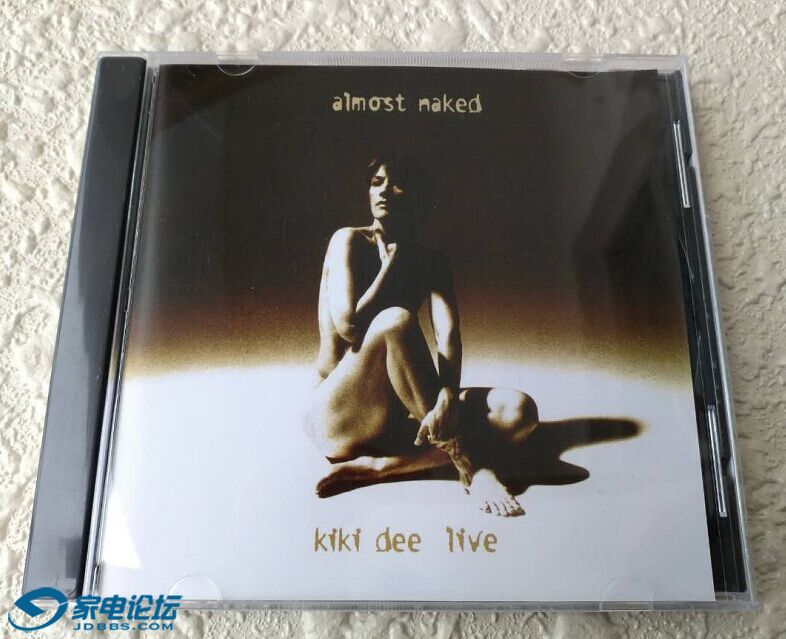 almost naked
kiki dee live
家电论坛
JDBBS.COM